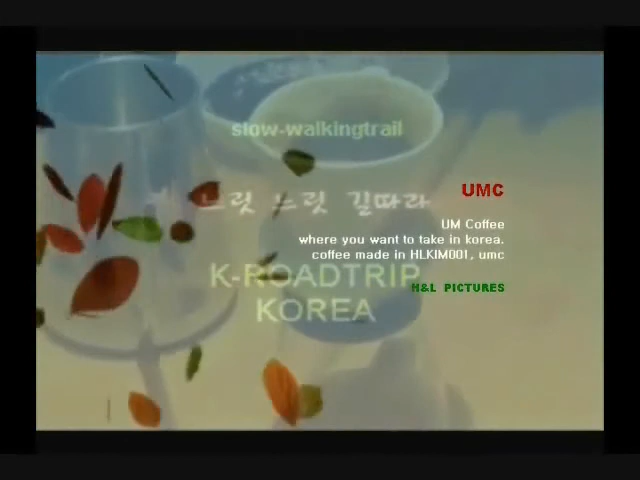 slow-walkingtrail
느릿 느릿 길따라
UMC
UM Coffee
where you want to take in korea.
coffee made in HLKIM001, umc
K-ROADTRIP
KOREA
H&L PICTURES